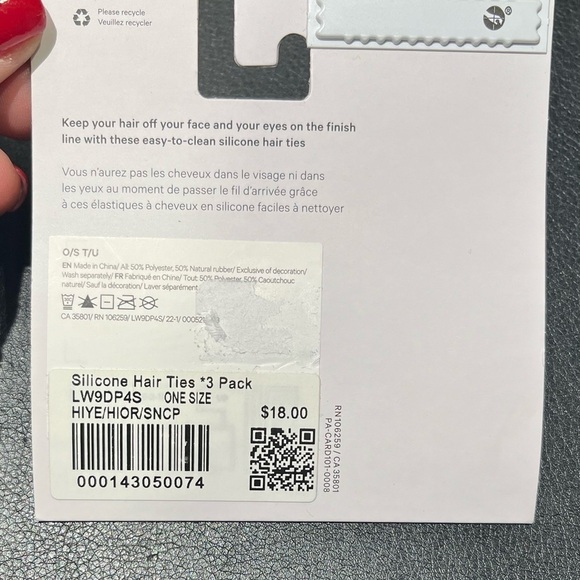 Please recycle
Veuillez recycler
®
Keep your hair off your face and your eyes on the finish
line with these easy-to-clean silicone hair ties
Vous n'aurez pas les cheveux dans le visage ni dans
les yeux au moment de passer le fil d'arrivée grâce
à ces élastiques à cheveux en silicone faciles à nettoyer
O/S T/U
EN Made in China/ All: 50% Polyester, 50% Natural rubber/ Exclusive of decoration/
Wash separately/ FR Fabriqué en Chine/ Tout: 50% Polyester, 50% Caoutchouc
naturel/ Sauf la décoration/ Laver séparément
CA 35801/ RN 106259/ LW9DP4S/ 22-1/
Silicone Hair Ties *3 Pack
LW9DP4S ONE SIZE
HIYE/HIOR/SNCP $18.00
000143050074
RN106259 / CA 35801
PA-CARD101-0008